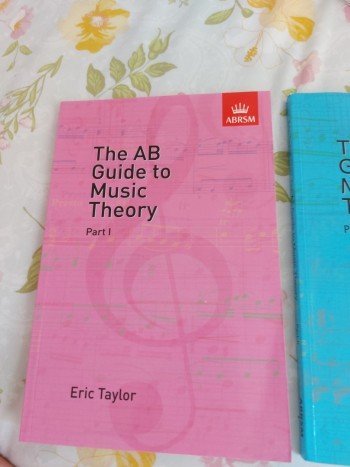 ABRSM
The AB
Guide to
Music
Theory
Part I
Eric Taylor
T
G
M
T
P